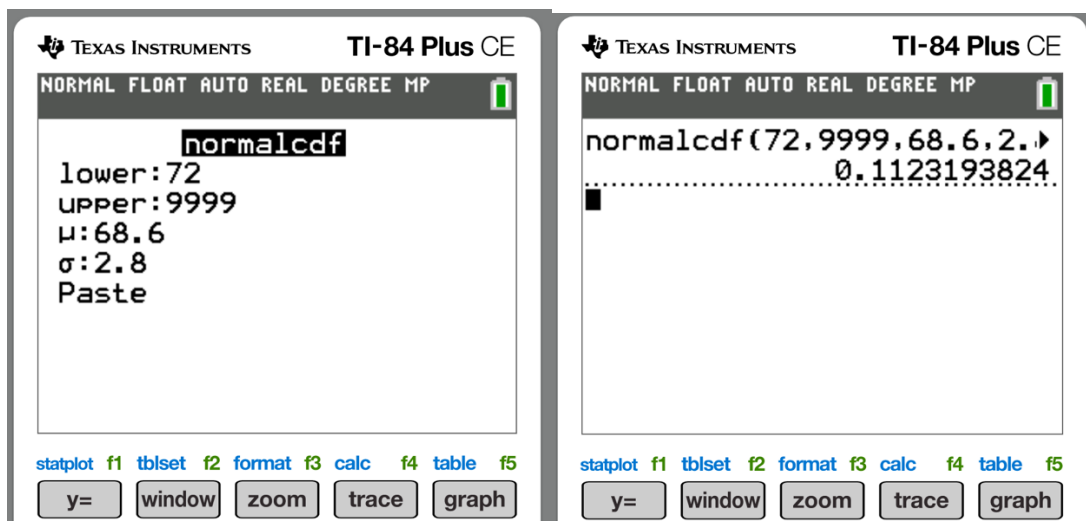 TEXAS INSTRUMENTS TI-84 Plus CE
NORMAL FLOAT AUTO REAL DEGREE MP
normalcdf
lower:72
upper:9999
μ:68.6
σ:2.8
Paste
statplot f1 tblset f2 format f3 calc f4 table f5
y= window zoom trace graph
TEXAS INSTRUMENTS TI-84 Plus CE
NORMAL FLOAT AUTO REAL DEGREE MP
normalcdf(72,9999,68.6,2.
0.1123193824
statplot f1 tblset f2 format f3 calc f4 table f5
y= window zoom trace graph